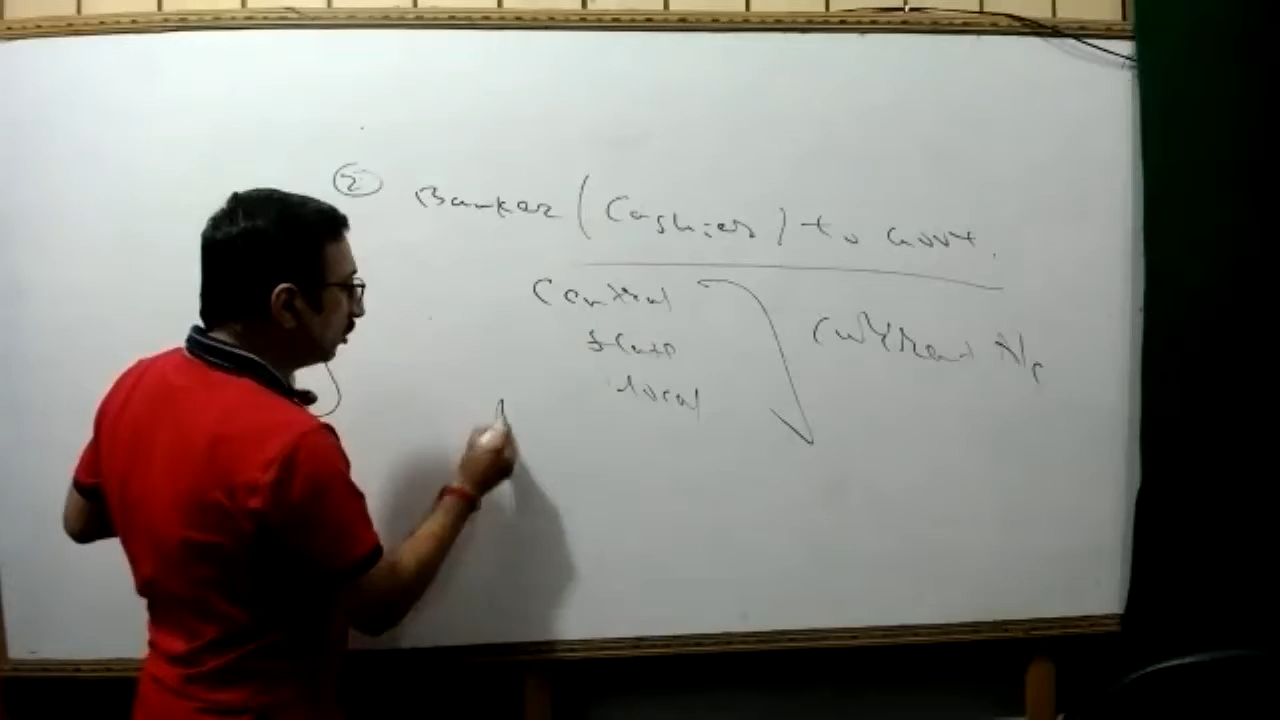 ② Banker (Cashier) to Govt.
Central
State
local
Current A/c